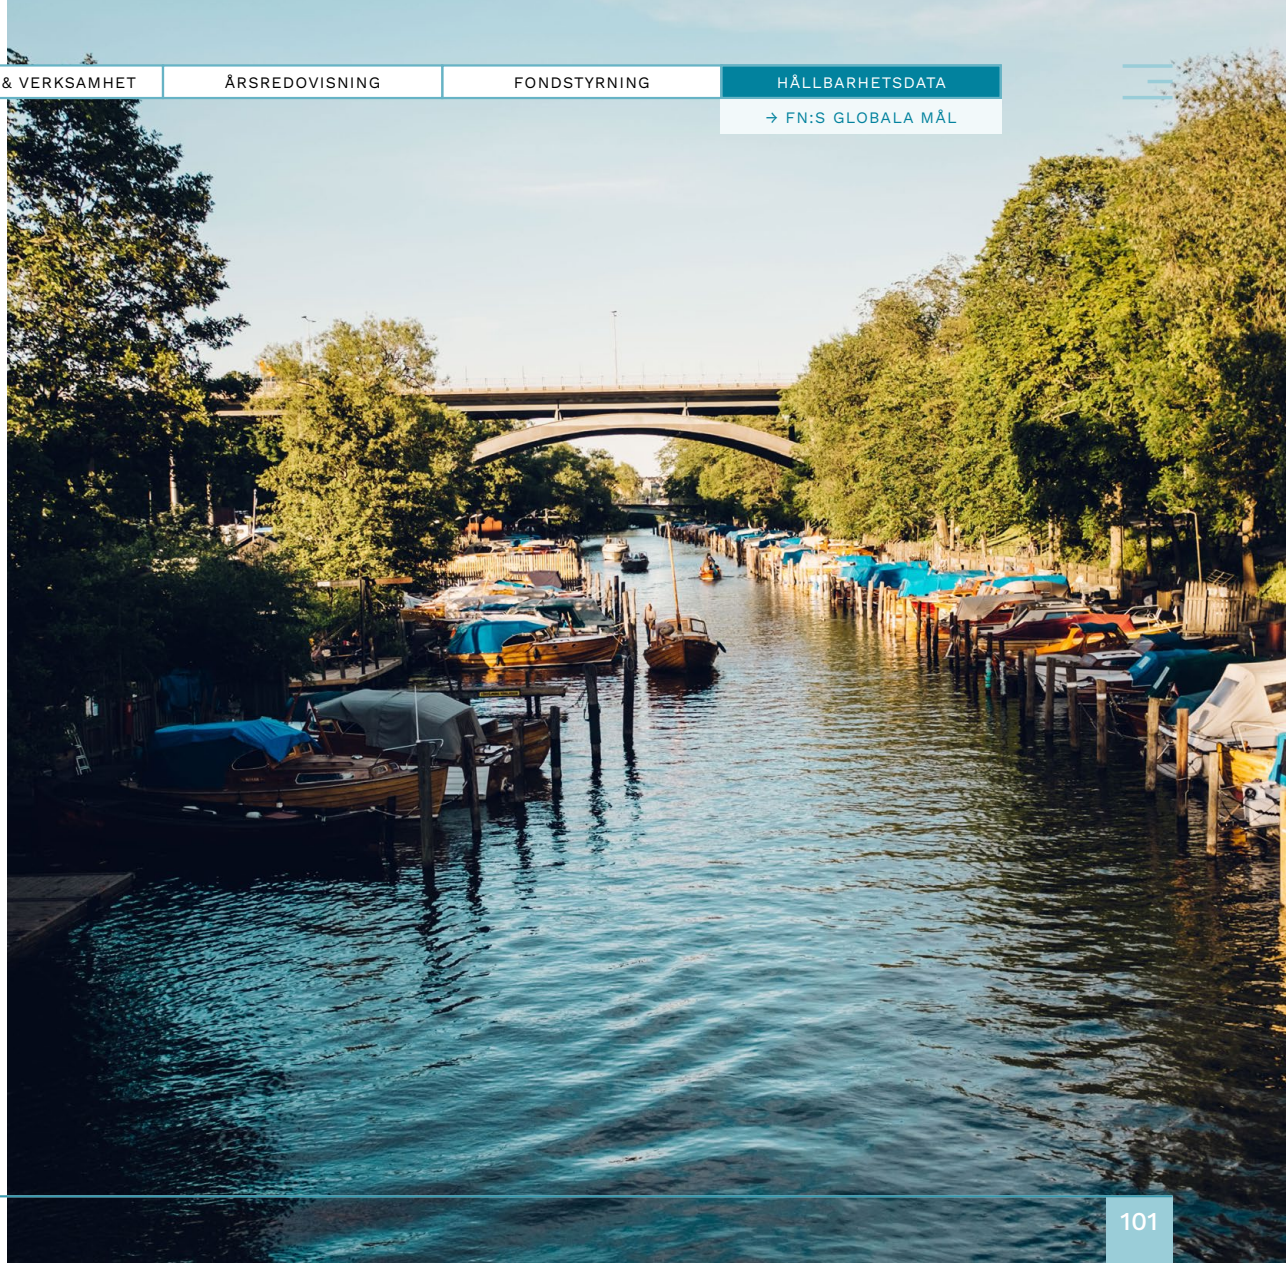 & VERKSAMHET
ÅRSREDOVISNING
FONDSTYRNING
HÅLLBARHETSDATA
→ FN:S GLOBALA MÅL
101